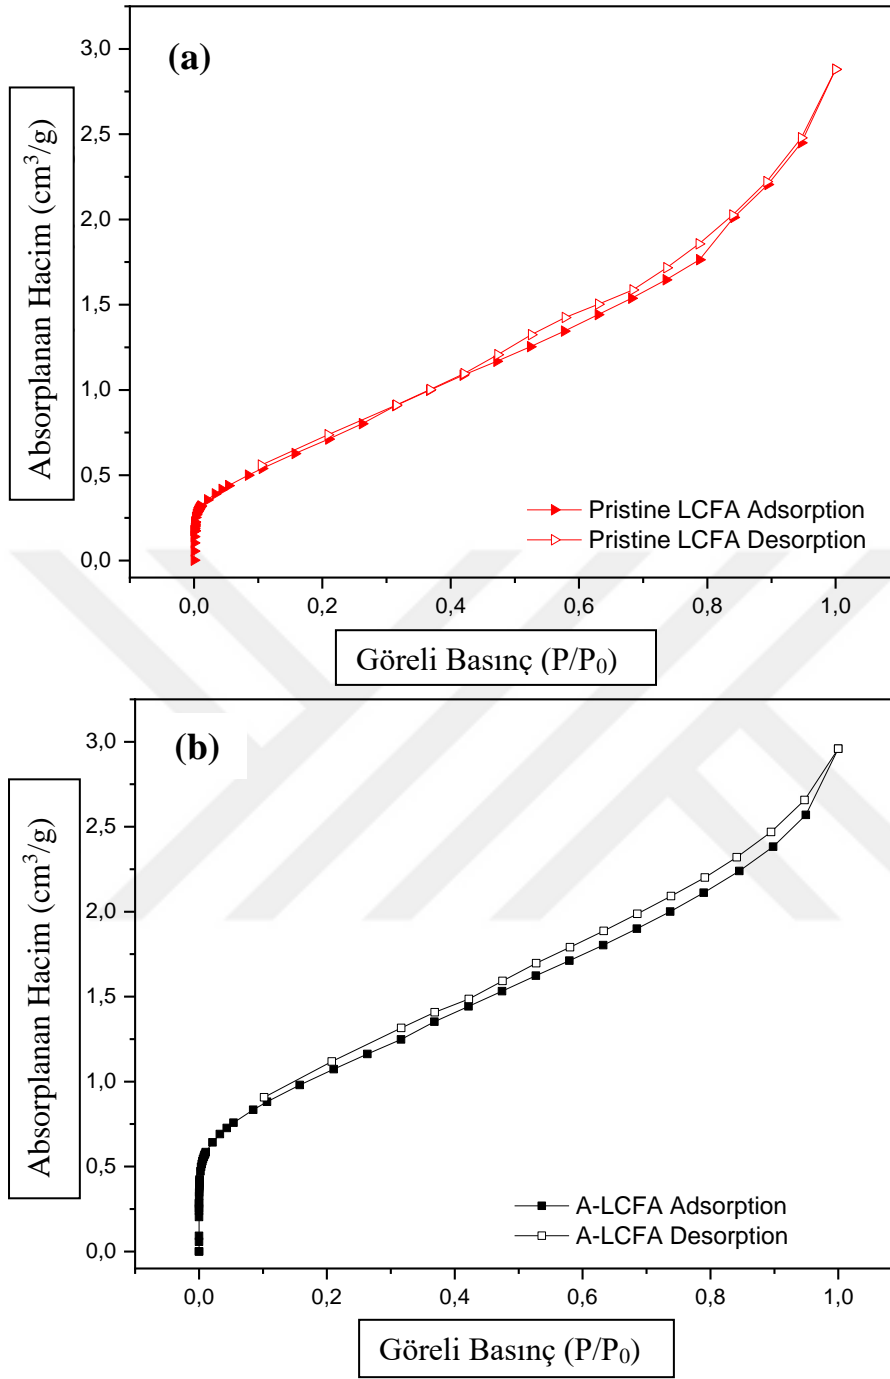 (a)
3,0
2,5
2,0
1,5
1,0
0,5
0,0
Absorplanan Hacim (cm³/g)
Pristine LCFA Adsorption
Pristine LCFA Desorption
0,0 0,2 0,4 0,6 0,8 1,0
Göreli Basınç (P/P₀)
(b)
3,0
2,5
2,0
1,5
1,0
0,5
0,0
Absorplanan Hacim (cm³/g)
A-LCFA Adsorption
A-LCFA Desorption
0,0 0,2 0,4 0,6 0,8 1,0
Göreli Basınç (P/P₀)